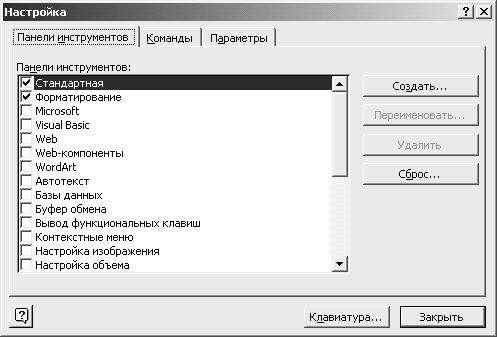 Настройка
Панели инструментов Команды Параметры
Панели инструментов:
Стандартная
Форматирование
Microsoft
Visual Basic
Web
Web-компоненты
WordArt
Автотекст
Базы данных
Буфер обмена
Вывод функциональных клавиш
Контекстные меню
Настройка изображения
Настройка объема
Создать...
Переименовать...
Удалить
Сброс...
Клавиатура... Закрыть